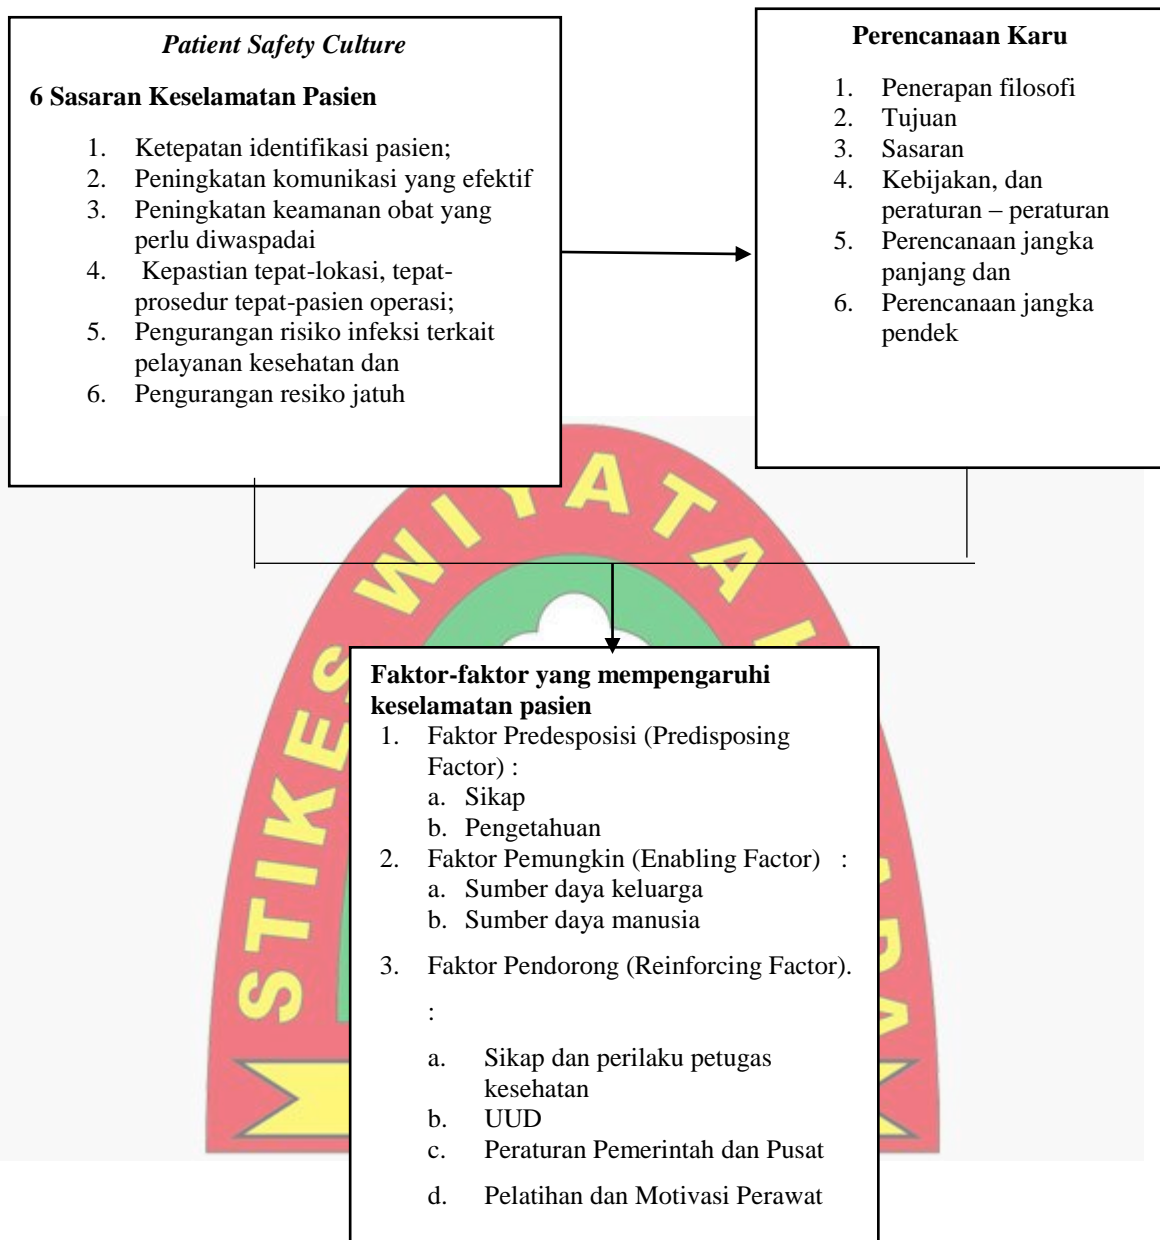 Patient Safety Culture
6 Sasaran Keselamatan Pasien
1. Ketepatan identifikasi pasien;
2. Peningkatan komunikasi yang efektif
3. Peningkatan keamanan obat yang
perlu diwaspadai
4. Kepastian tepat-lokasi, tepat-
prosedur tepat-pasien operasi;
5. Pengurangan risiko infeksi terkait
pelayanan kesehatan dan
6. Pengurangan resiko jatuh
Perencanaan Karu
1. Penerapan filosofi
2. Tujuan
3. Sasaran
4. Kebijakan, dan
peraturan – peraturan
5. Perencanaan jangka
panjang dan
6. Perencanaan jangka
pendek
STIKES WIYATA
Faktor-faktor yang mempengaruhi
keselamatan pasien
1. Faktor Predesposisi (Predisposing
Factor) :
a. Sikap
b. Pengetahuan
2. Faktor Pemungkin (Enabling Factor) :
a. Sumber daya keluarga
b. Sumber daya manusia
3. Faktor Pendorong (Reinforcing Factor).
:
a. Sikap dan perilaku petugas
kesehatan
b. UUD
c. Peraturan Pemerintah dan Pusat
d. Pelatihan dan Motivasi Perawat